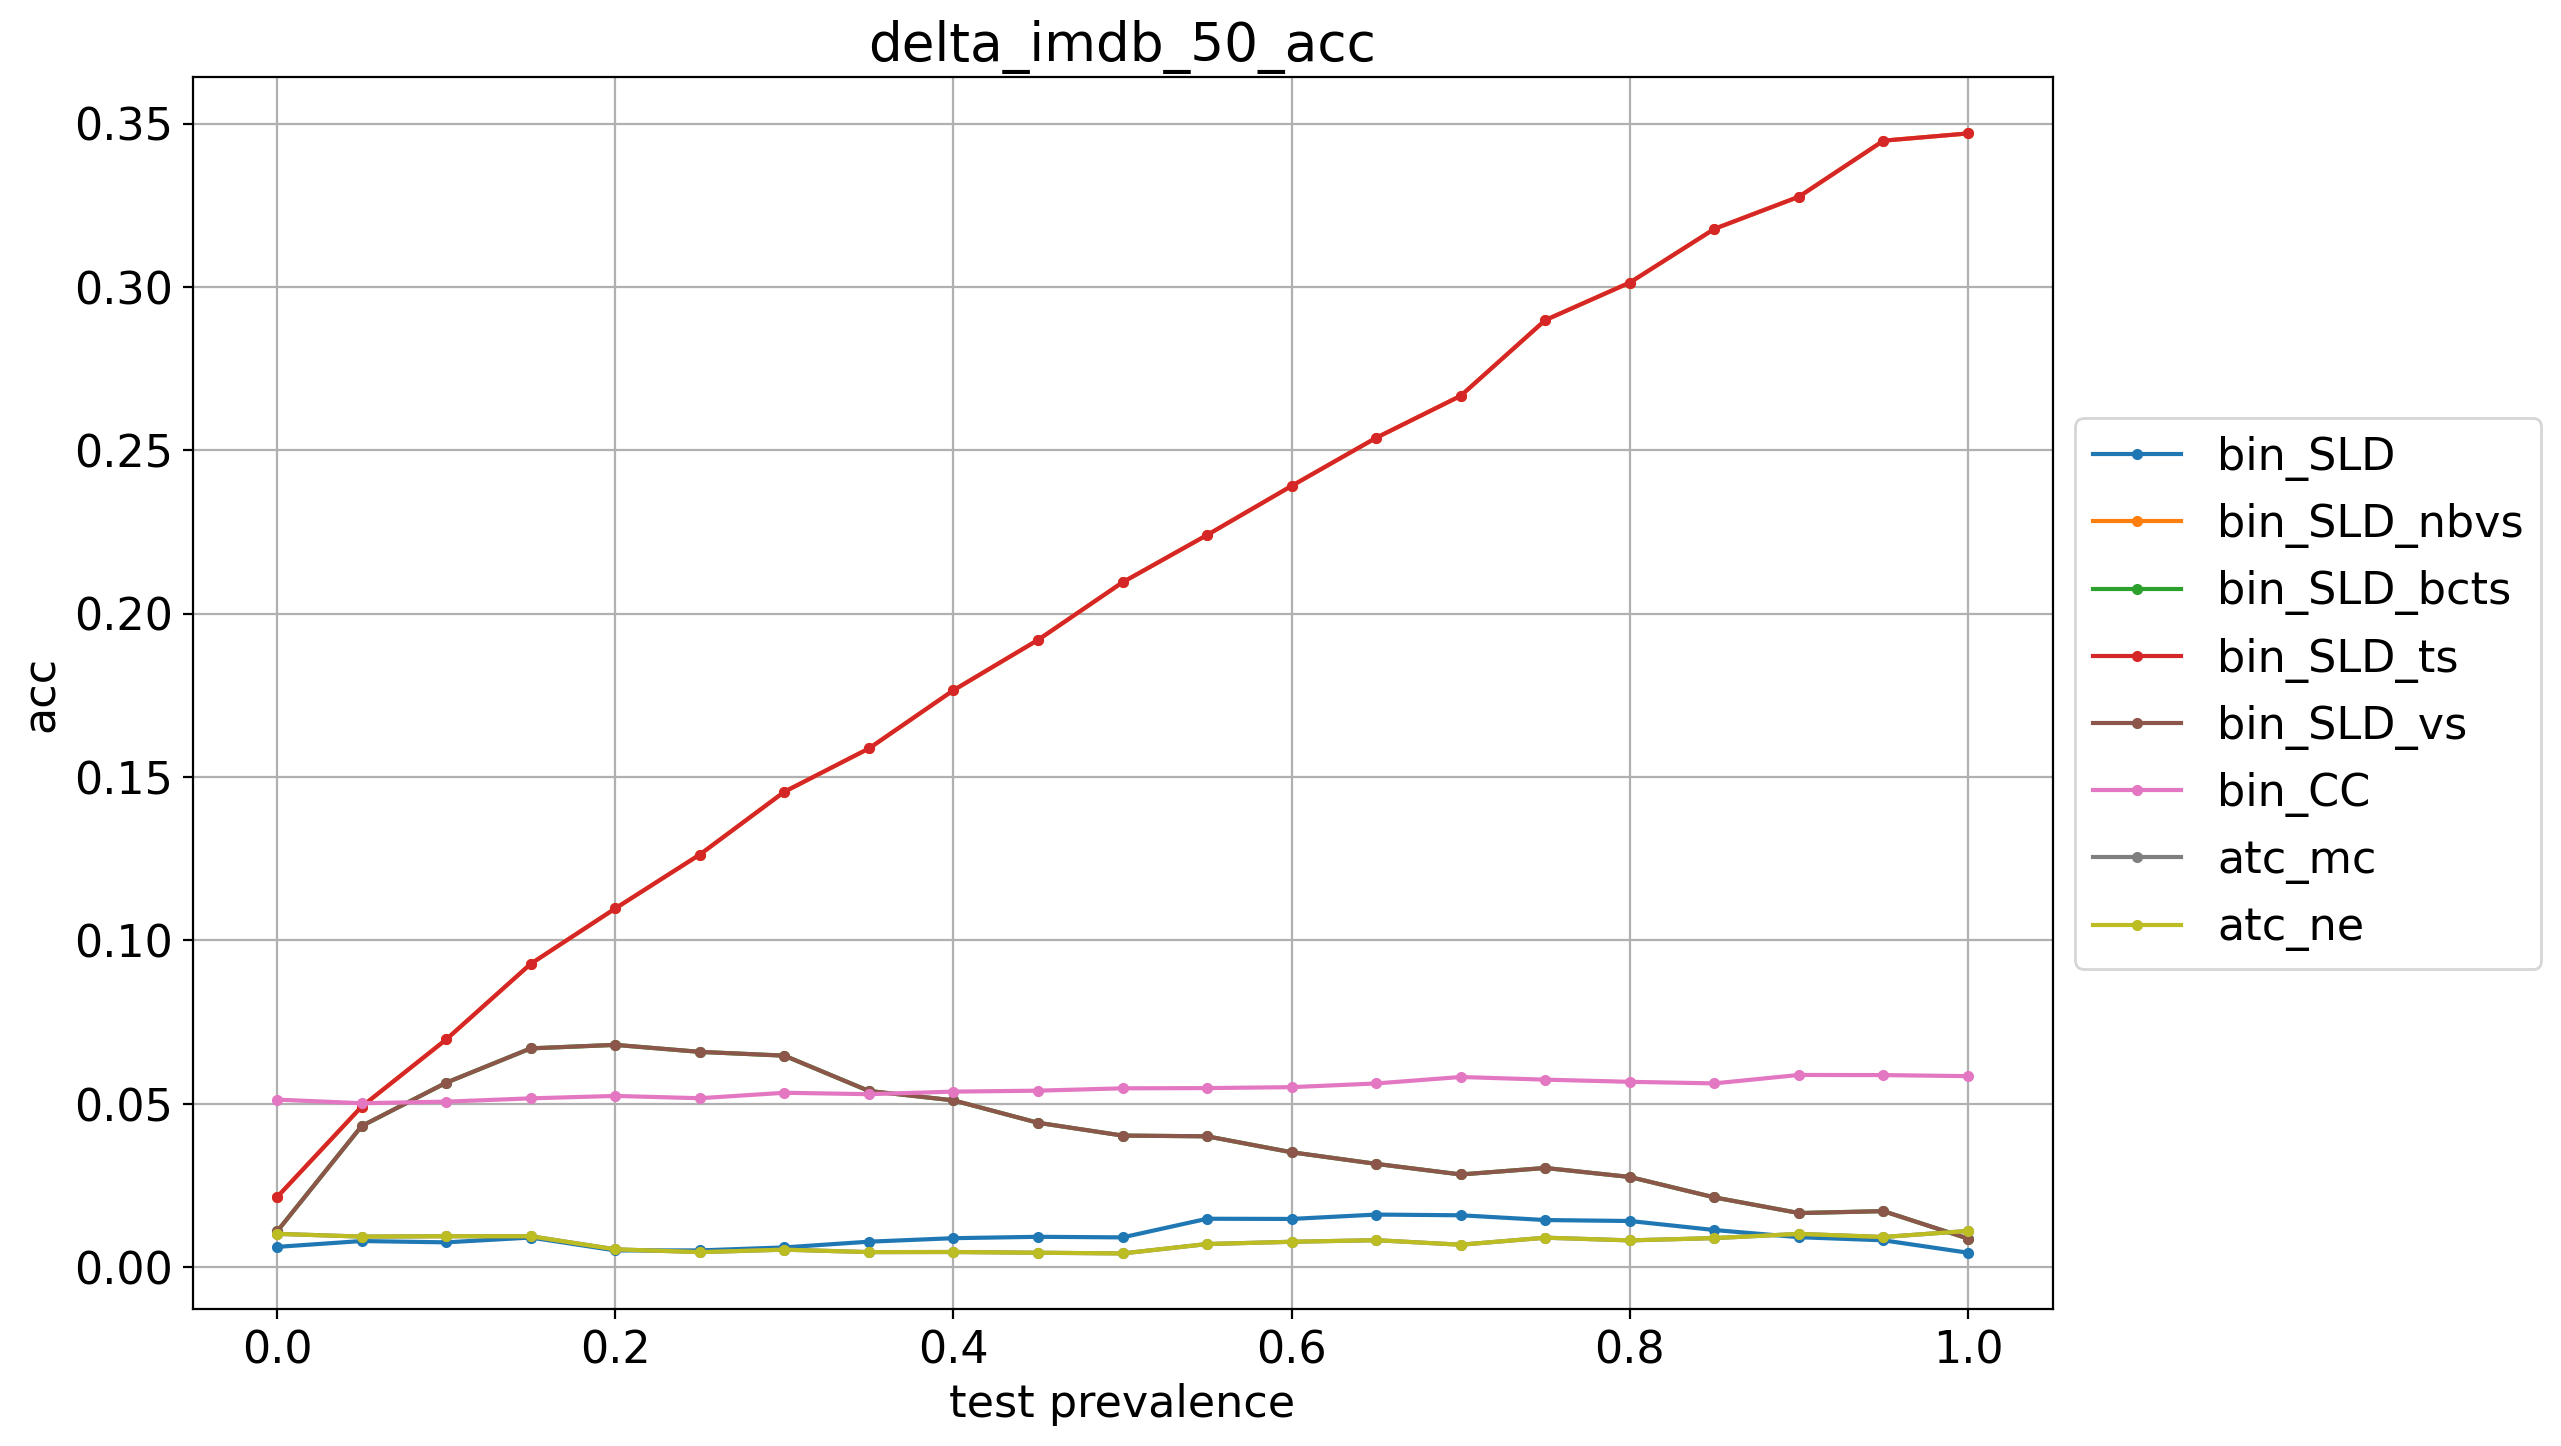 delta_imdb_50_acc
0.35
0.30
0.25
0.20
0.15
0.10
0.05
0.00
acc
0.0 0.2 0.4 0.6 0.8 1.0
test prevalence
bin_SLD
bin_SLD_nbvs
bin_SLD_bcts
bin_SLD_ts
bin_SLD_vs
bin_CC
atc_mc
atc_ne